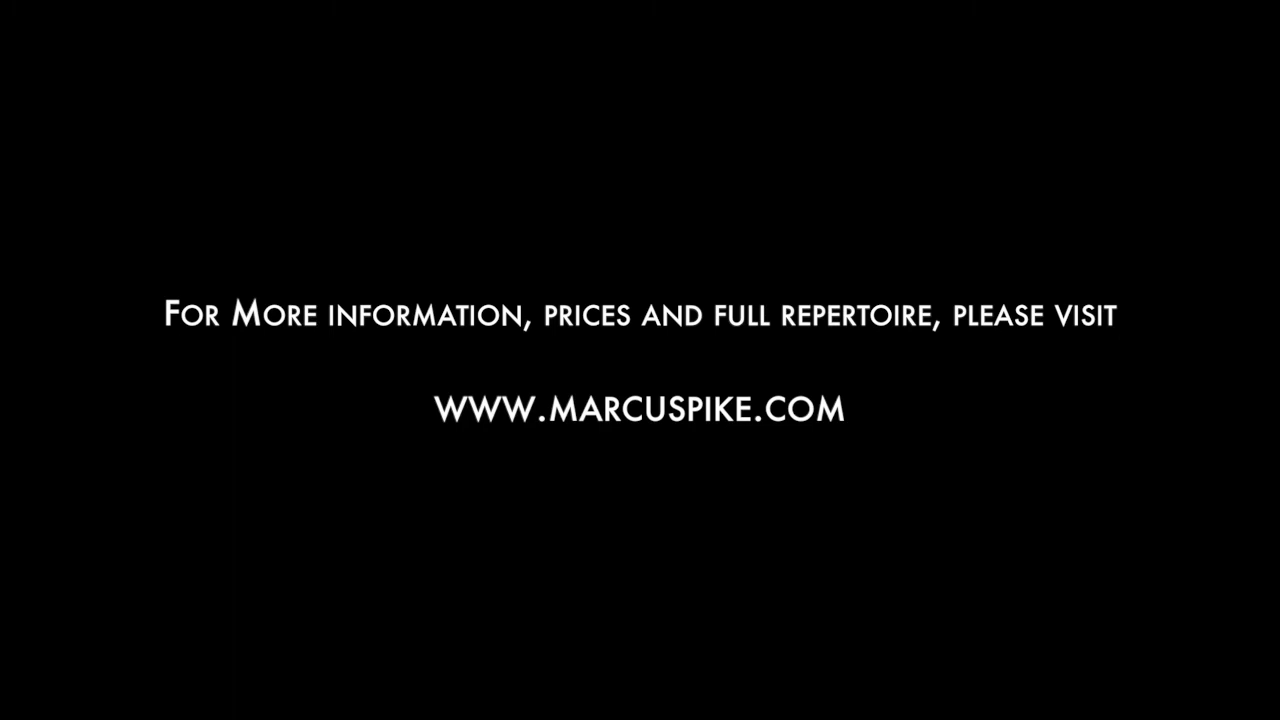 For More information, prices and full repertoire, please visit
www.marcuspike.com